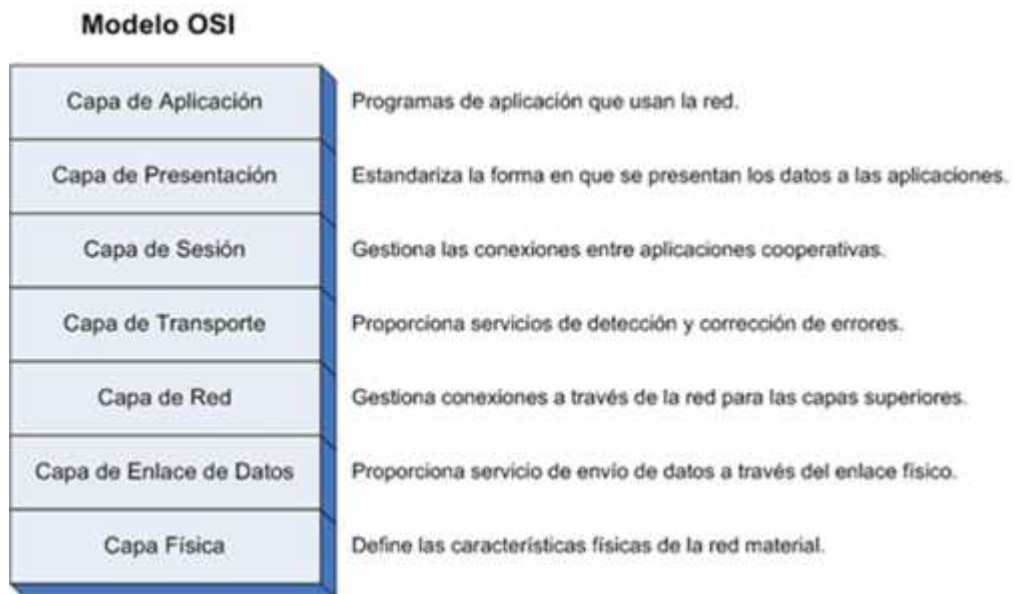 Modelo OSI
Capa de Aplicación
Programas de aplicación que usan la red.
Capa de Presentación
Estandariza la forma en que se presentan los datos a las aplicaciones.
Capa de Sesión
Gestiona las conexiones entre aplicaciones cooperativas.
Capa de Transporte
Proporciona servicios de detección y corrección de errores.
Capa de Red
Gestiona conexiones a través de la red para las capas superiores.
Capa de Enlace de Datos
Proporciona servicio de envío de datos a través del enlace físico.
Capa Física
Define las características físicas de la red material.